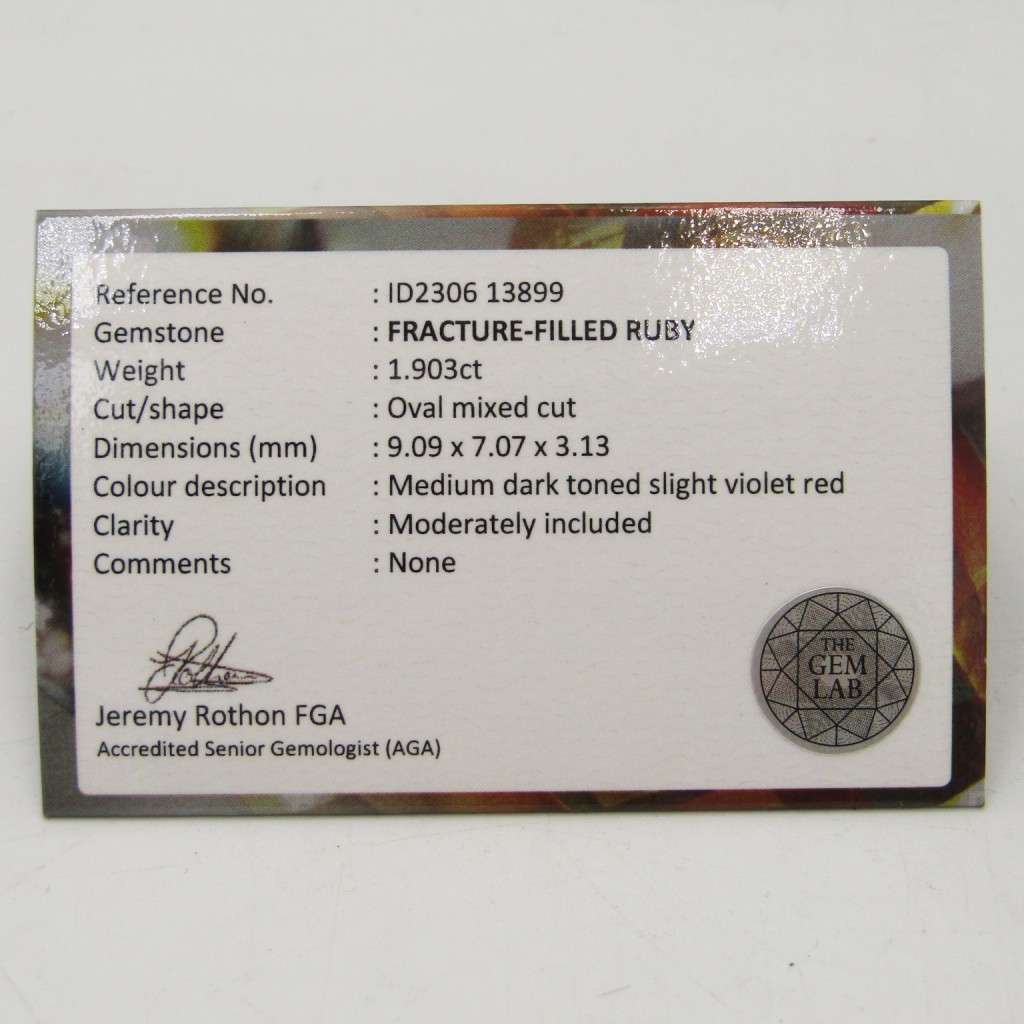 Reference No. : ID2306 13899
Gemstone : FRACTURE-FILLED RUBY
Weight : 1.903ct
Cut/shape : Oval mixed cut
Dimensions (mm) : 9.09 x 7.07 x 3.13
Colour description : Medium dark toned slight violet red
Clarity : Moderately included
Comments : None
Jeremy Rothon FGA
Accredited Senior Gemologist (AGA)
THE
GEM
LAB